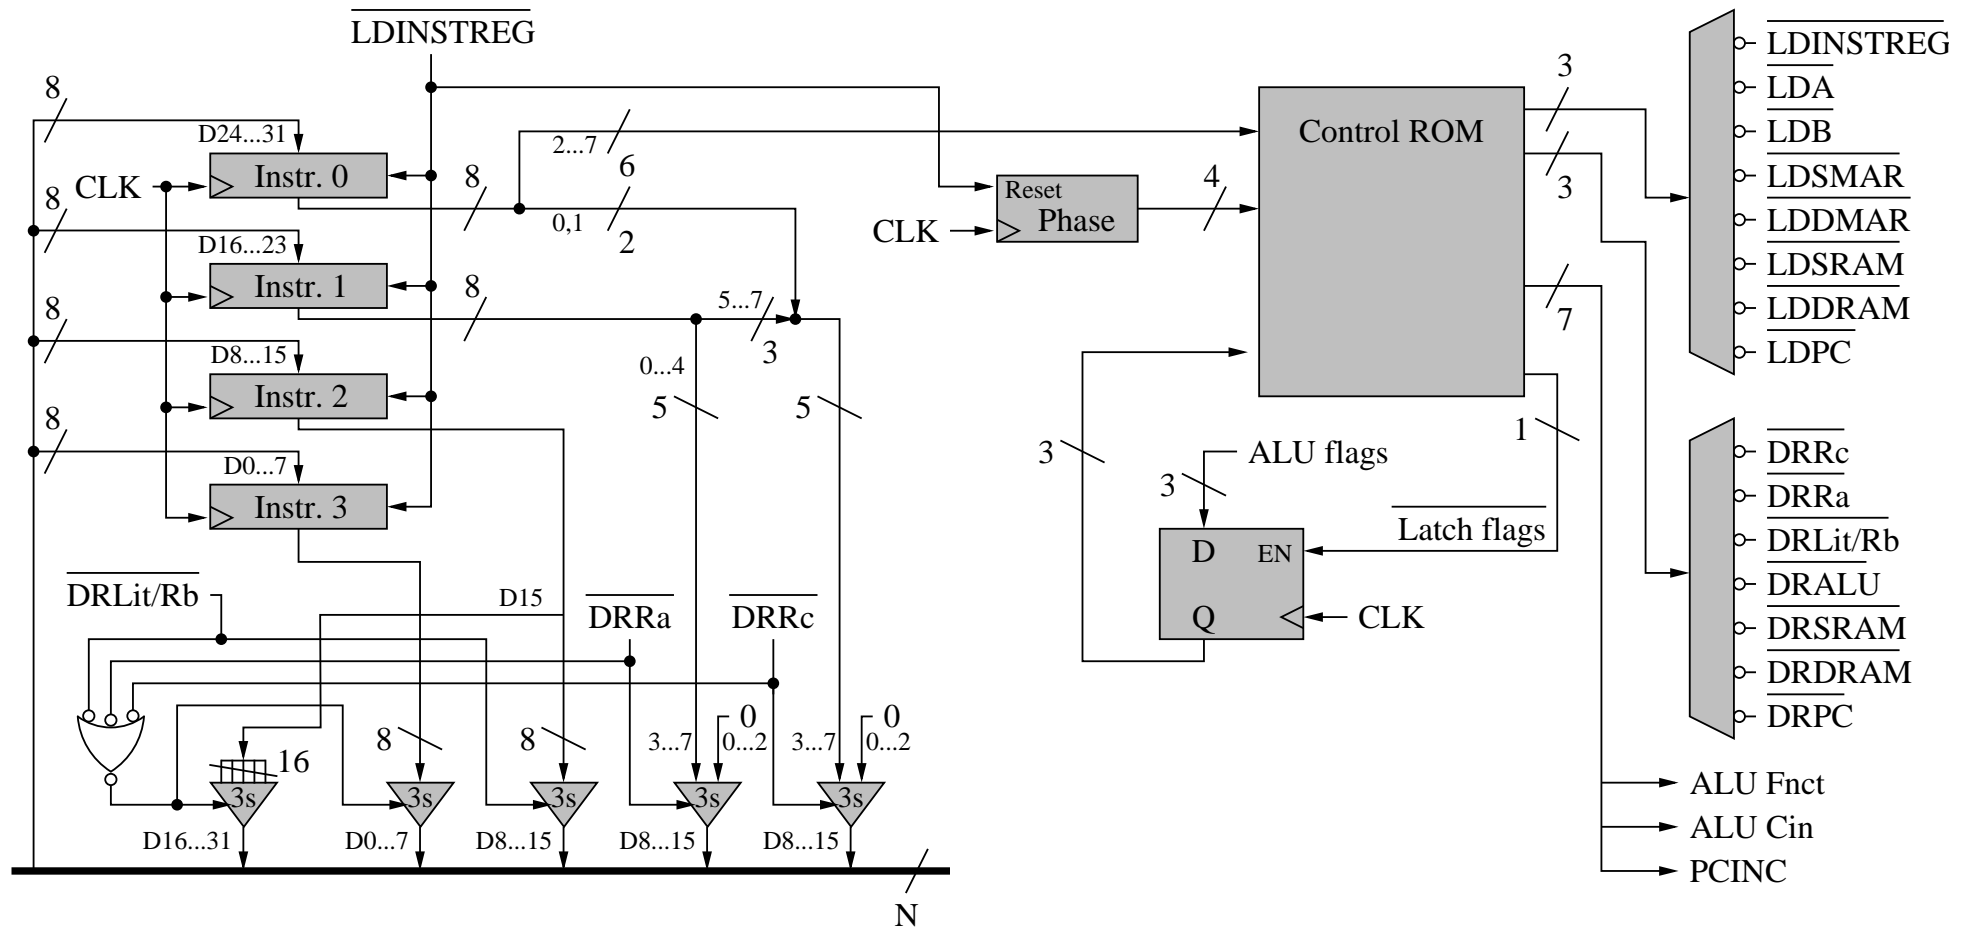 LDINSTREG
8
D24...31
Instr. 0
CLK
8
D16...23
Instr. 1
8
D8...15
Instr. 2
8
D0...7
Instr. 3
8
2...7
6
0,1
2
8
5...7
3
0...4
5
5
Reset
Phase
CLK
4
Control ROM
3
3
7
1
3
ALU flags
3
Latch flags
D
EN
Q
CLK
DRLit/Rb
D15
DRRa
DRRc
16
8
8
3...7
0
0...2
3...7
0
0...2
3s
3s
3s
3s
3s
D16...31
D0...7
D8...15
D8...15
D8...15
N
LDINSTREG
LDA
LDB
LDSMAR
LDDMAR
LDSRAM
LDDRAM
LDPC
DRRc
DRRa
DRLit/Rb
DRALU
DRSRAM
DRDRAM
DRPC
ALU Fnct
ALU Cin
PCINC